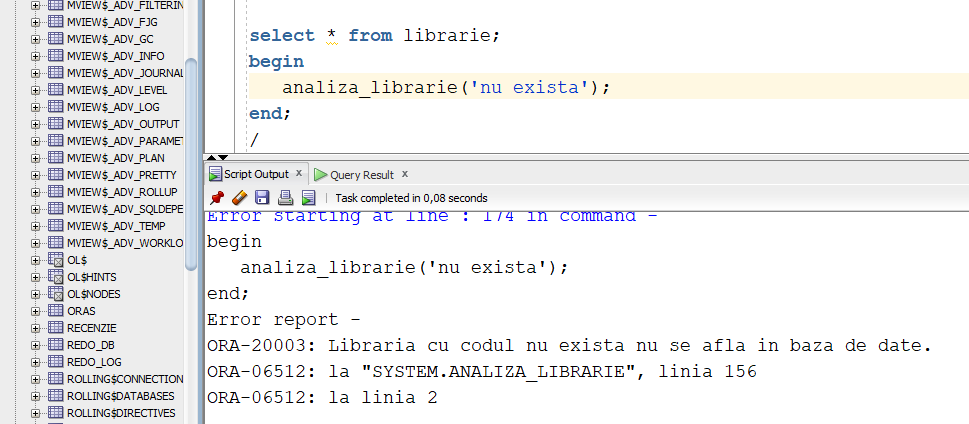 MVIEW$_ADV_FILTERIN
MVIEW$_ADV_FJG
MVIEW$_ADV_GC
MVIEW$_ADV_INFO
MVIEW$_ADV_JOURNAL
MVIEW$_ADV_LEVEL
MVIEW$_ADV_LOG
MVIEW$_ADV_OUTPUT
MVIEW$_ADV_PARAMET
MVIEW$_ADV_PLAN
MVIEW$_ADV_PRETTY
MVIEW$_ADV_ROLLUP
MVIEW$_ADV_SQLDEPE
MVIEW$_ADV_TEMP
MVIEW$_ADV_WORKLO
OL$
OL$HINTS
OL$NODES
ORAS
RECENZIE
REDO_DB
REDO_LOG
ROLLING$CONNECTION
ROLLING$DATABASES
ROLLING$DIRECTIVES
select * from librarie;
begin
analiza_librarie('nu exista');
end;
/
Script Output x Query Result x
Task completed in 0,08 seconds
Error starting at line : 174 in command -
begin
analiza_librarie('nu exista');
end;
Error report -
ORA-20003: Libraria cu codul nu exista nu se afla in baza de date.
ORA-06512: la "SYSTEM.ANALIZA_LIBRARIE", linia 156
ORA-06512: la linia 2